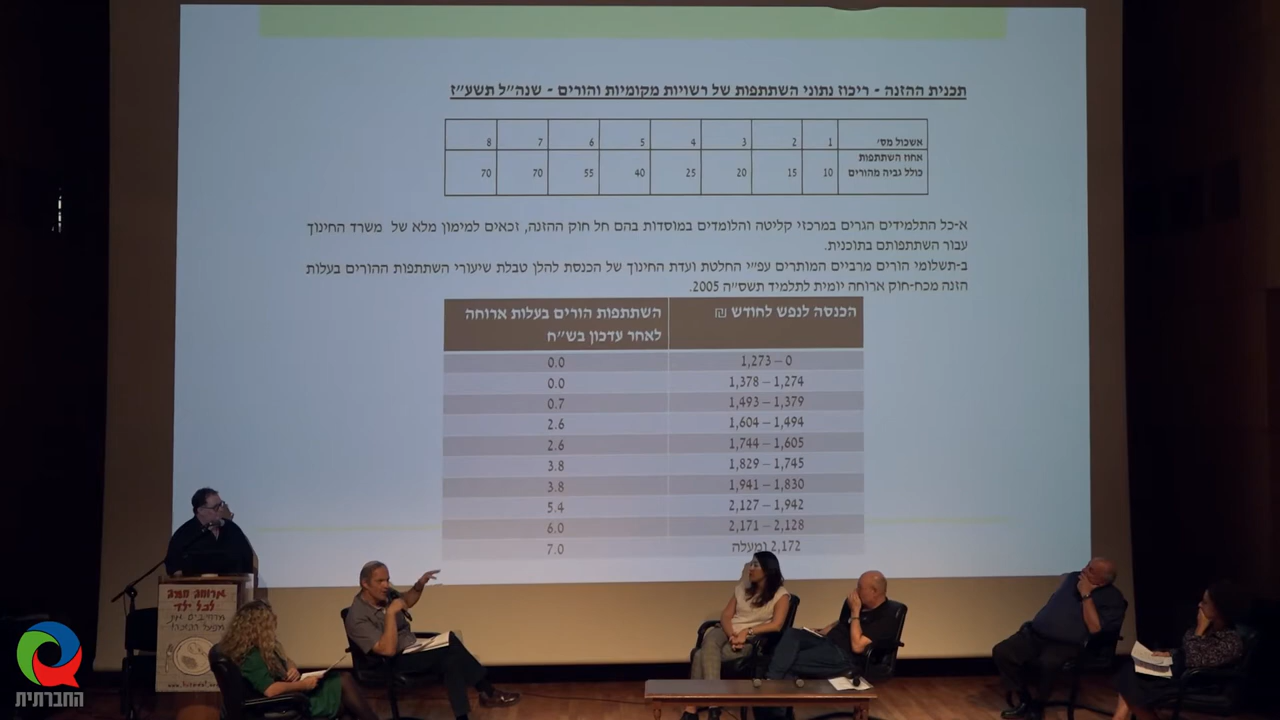 תכנית ההזנה - ריכוז נתוני השתתפות של רשויות מקומיות והורים - שנה"ל תשע"ז
אשכול מס׳ 1 2 3 4 5 6 7 8
אחוז השתתפות
כולל גביה מהורים 10 15 20 25 40 55 70 70
א-כל התלמידים הגרים במרכזי קליטה והלומדים במוסדות בהם חל חוק ההזנה, זכאים למימון מלא של משרד החינוך
עבור השתתפותם בתוכנית.
ב-תשלומי הורים מרביים המותרים עפ"י החלטת ועדת החינוך של הכנסת להלן טבלת שיעורי השתתפות ההורים בעלות
הזנה מכח-חוק ארוחה יומית לתלמיד תשס"ה 2005.
הכנסה לנפש לחודש ₪ השתתפות הורים בעלות ארוחה
לאחר עדכון בש"ח
0 – 1,273 0.0
1,274 – 1,378 0.0
1,379 – 1,493 0.7
1,494 – 1,604 2.6
1,605 – 1,744 2.6
1,745 – 1,829 3.8
1,830 – 1,941 3.8
1,942 – 2,127 5.4
2,128 – 2,171 6.0
2,172 ומעלה 7.0
ארוחה חמה
לכל ילד
החברתית